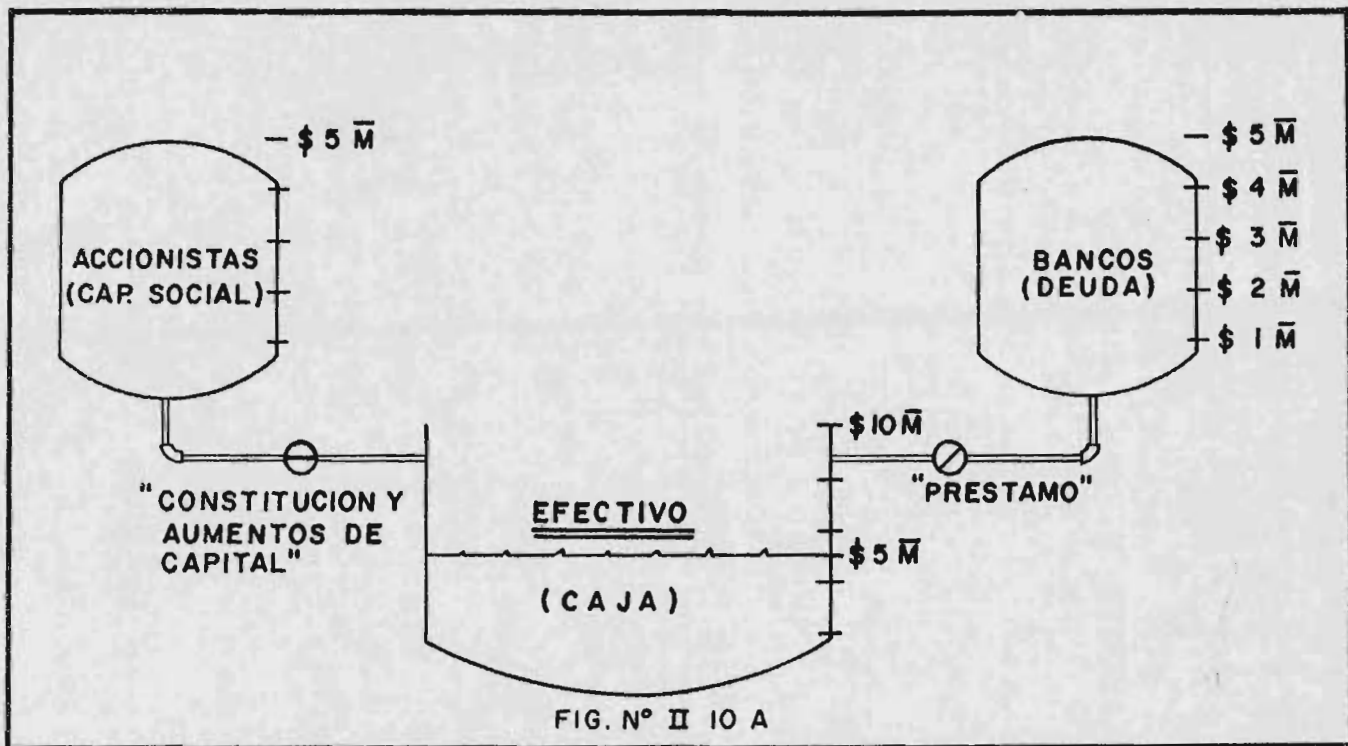 $ 5 M̅
ACCIONISTAS
(CAP. SOCIAL)
"CONSTITUCION Y
AUMENTOS DE
CAPITAL"
$ 10 M̅
EFECTIVO
$ 5 M̅
(CAJA)
$ 5 M̅
$ 4 M̅
$ 3 M̅
$ 2 M̅
$ 1 M̅
BANCOS
(DEUDA)
"PRESTAMO"
FIG. Nº II 10 A